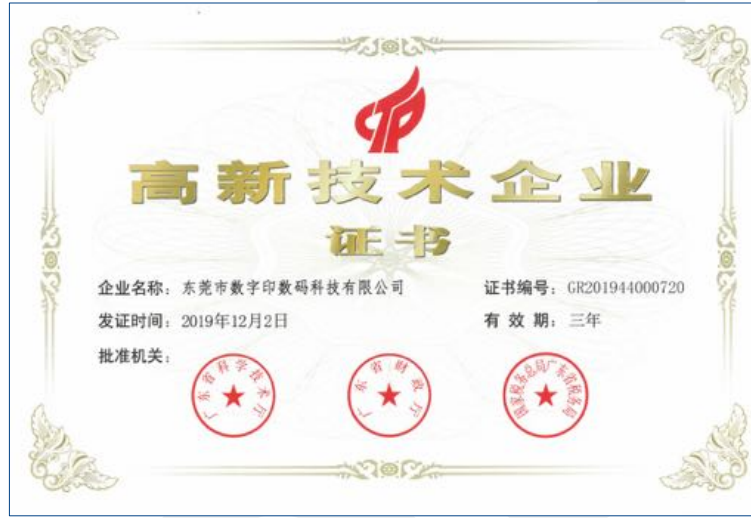 高新技术企业
证书
企业名称：东莞市数字印数码科技有限公司
证书编号：GR201944000720
发证时间：2019年12月2日
有效期：三年
批准机关：
广东省科学技术厅
广东省财政厅
国家税务总局广东省税务局